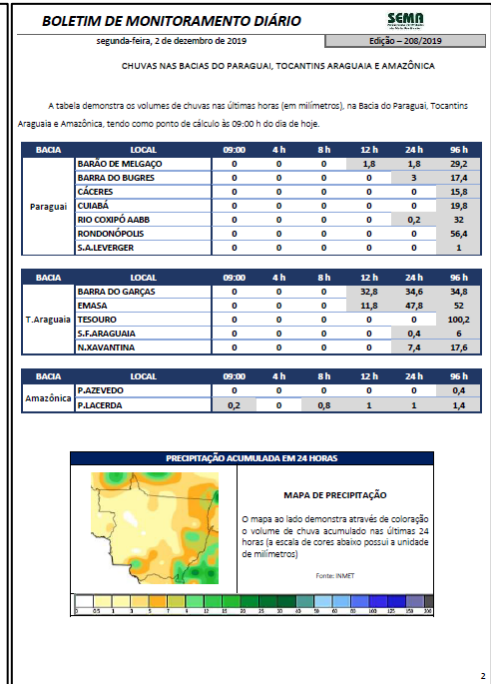 BOLETIM DE MONITORAMENTO DIÁRIO
SEMA
segunda-feira, 2 de dezembro de 2019
Edição – 208/2019
CHUVAS NAS BACIAS DO PARAGUAI, TOCANTINS ARAGUAIA E AMAZÔNICA
A tabela demonstra os volumes de chuvas nas últimas horas (em milímetros), na Bacia do Paraguai, Tocantins
Araguaia e Amazônica, tendo como ponto de cálculo às 09:00 h do dia de hoje.
BACIA LOCAL 09:00 4 h 8 h 12 h 24 h 96 h
BARÃO DE MELGAÇO 0 0 0 1,8 1,8 29,2
BARRA DO BUGRES 0 0 0 0 3 17,4
CÁCERES 0 0 0 0 0 15,8
Paraguai CUIABÁ 0 0 0 0 0 19,8
RIO COXIPÓ AABB 0 0 0 0 0,2 32
RONDONÓPOLIS 0 0 0 0 0 56,4
S.A.LEVERGER 0 0 0 0 0 1
BACIA LOCAL 09:00 4 h 8 h 12 h 24 h 96 h
BARRA DO GARÇAS 0 0 0 32,8 34,6 34,8
EMASA 0 0 0 11,8 47,8 52
T.Araguaia TESOURO 0 0 0 0 0 100,2
S.F.ARAGUAIA 0 0 0 0 0,4 6
N.XAVANTINA 0 0 0 0 7,4 17,6
BACIA LOCAL 09:00 4 h 8 h 12 h 24 h 96 h
Amazônica P.AZEVEDO 0 0 0 0 0 0,4
P.LACERDA 0,2 0 0,8 1 1 1,4
PRECIPITAÇÃO ACUMULADA EM 24 HORAS
MAPA DE PRECIPITAÇÃO
O mapa ao lado demonstra através de coloração
o volume de chuva acumulado nas últimas 24
horas (a escala de cores abaixo possui a unidade
de milímetros)
Fonte: INMET
2